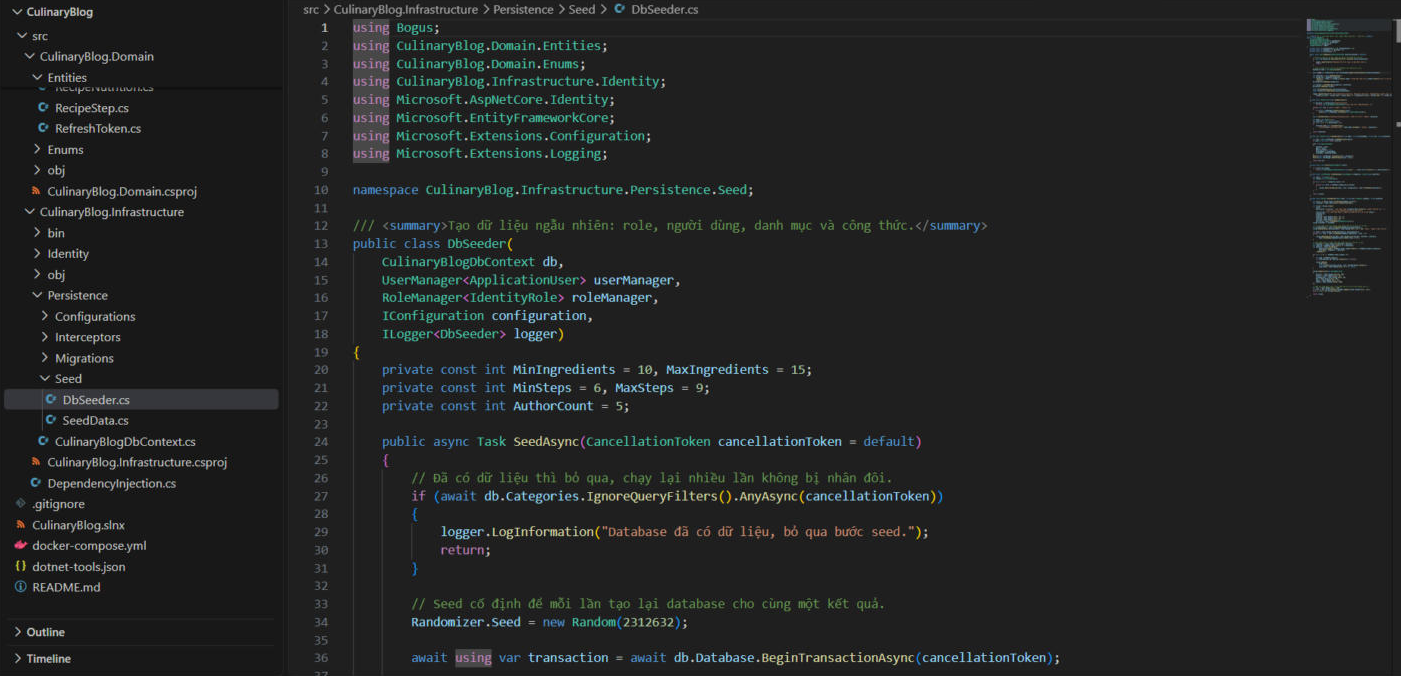 CulinaryBlog
src
CulinaryBlog.Domain
Entities
RecipeNutrition.cs
RecipeStep.cs
RefreshToken.cs
Enums
obj
CulinaryBlog.Domain.csproj
CulinaryBlog.Infrastructure
bin
Identity
obj
Persistence
Configurations
Interceptors
Migrations
Seed
DbSeeder.cs
SeedData.cs
CulinaryBlogDbContext.cs
CulinaryBlog.Infrastructure.csproj
DependencyInjection.cs
.gitignore
CulinaryBlog.slnx
docker-compose.yml
dotnet-tools.json
README.md
Outline
Timeline
src > CulinaryBlog.Infrastructure > Persistence > Seed > DbSeeder.cs
1 using Bogus;
2 using CulinaryBlog.Domain.Entities;
3 using CulinaryBlog.Domain.Enums;
4 using CulinaryBlog.Infrastructure.Identity;
5 using Microsoft.AspNetCore.Identity;
6 using Microsoft.EntityFrameworkCore;
7 using Microsoft.Extensions.Configuration;
8 using Microsoft.Extensions.Logging;
9
10 namespace CulinaryBlog.Infrastructure.Persistence.Seed;
11
12 /// <summary>Tạo dữ liệu ngẫu nhiên: role, người dùng, danh mục và công thức.</summary>
13 public class DbSeeder(
14 CulinaryBlogDbContext db,
15 UserManager<ApplicationUser> userManager,
16 RoleManager<IdentityRole> roleManager,
17 IConfiguration configuration,
18 ILogger<DbSeeder> logger)
19 {
20 private const int MinIngredients = 10, MaxIngredients = 15;
21 private const int MinSteps = 6, MaxSteps = 9;
22 private const int AuthorCount = 5;
23
24 public async Task SeedAsync(CancellationToken cancellationToken = default)
25 {
26 // Đã có dữ liệu thì bỏ qua, chạy lại nhiều lần không bị nhân đôi.
27 if (await db.Categories.IgnoreQueryFilters().AnyAsync(cancellationToken))
28 {
29 logger.LogInformation("Database đã có dữ liệu, bỏ qua bước seed.");
30 return;
31 }
32
33 // Seed cố định để mỗi lần tạo lại database cho cùng một kết quả.
34 Randomizer.Seed = new Random(2312632);
35
36 await using var transaction = await db.Database.BeginTransactionAsync(cancellationToken);
37